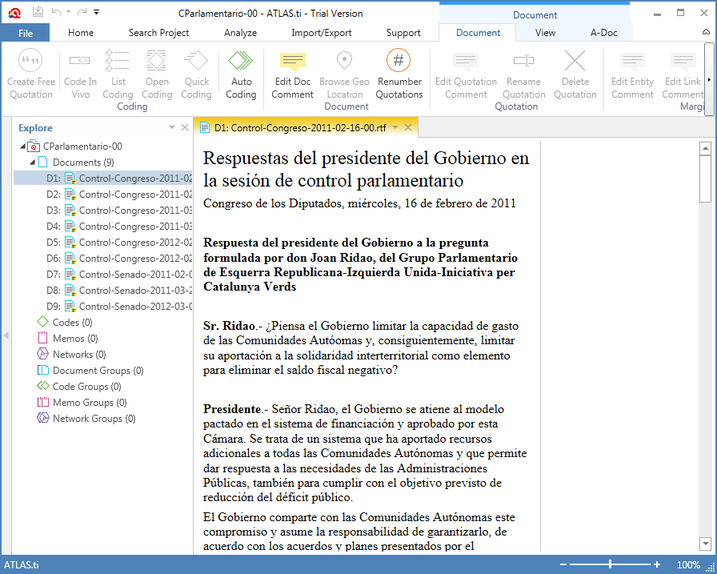 CParlamentario-00 - ATLAS.ti - Trial Version
Document
File Home Search Project Analyze Import/Export Support Document View A-Doc
Create Free Quotation
Code In Vivo
List Coding
Open Coding
Quick Coding
Auto Coding
Edit Doc Comment
Browse Geo Location
Renumber Quotations
Edit Quotation Comment
Rename Quotation
Delete Quotation
Edit Entity Comment
Edit Link Comment
Coding Document Quotation Margi
Explore
D1: Control-Congreso-2011-02-16-00.rtf
CParlamentario-00
Documents (9)
D1: Control-Congreso-2011-02
D2: Control-Congreso-2011-02
D3: Control-Congreso-2011-03
D4: Control-Congreso-2011-03
D5: Control-Congreso-2012-02
D6: Control-Congreso-2012-02
D7: Control-Senado-2011-02-0
D8: Control-Senado-2011-03-2
D9: Control-Senado-2012-03-0
Codes (0)
Memos (0)
Networks (0)
Document Groups (0)
Code Groups (0)
Memo Groups (0)
Network Groups (0)
Respuestas del presidente del Gobierno en
la sesión de control parlamentario
Congreso de los Diputados, miércoles, 16 de febrero de 2011
Respuesta del presidente del Gobierno a la pregunta
formulada por don Joan Ridao, del Grupo Parlamentario
de Esquerra Republicana-Izquierda Unida-Iniciativa per
Catalunya Verds
Sr. Ridao.- ¿Piensa el Gobierno limitar la capacidad de gasto
de las Comunidades Autóomas y, consiguientemente, limitar
su aportación a la solidaridad interterritorial como elemento
para eliminar el saldo fiscal negativo?
Presidente.- Señor Ridao, el Gobierno se atiene al modelo
pactado en el sistema de financiación y aprobado por esta
Cámara. Se trata de un sistema que ha aportado recursos
adicionales a todas las Comunidades Autónomas y que permite
dar respuesta a las necesidades de las Administraciones
Públicas, también para cumplir con el objetivo previsto de
reducción del déficit público.
El Gobierno comparte con las Comunidades Autónomas este
compromiso y asume la responsabilidad de garantizarlo, de
acuerdo con los acuerdos y planes presentados por el
ATLAS.ti
100%